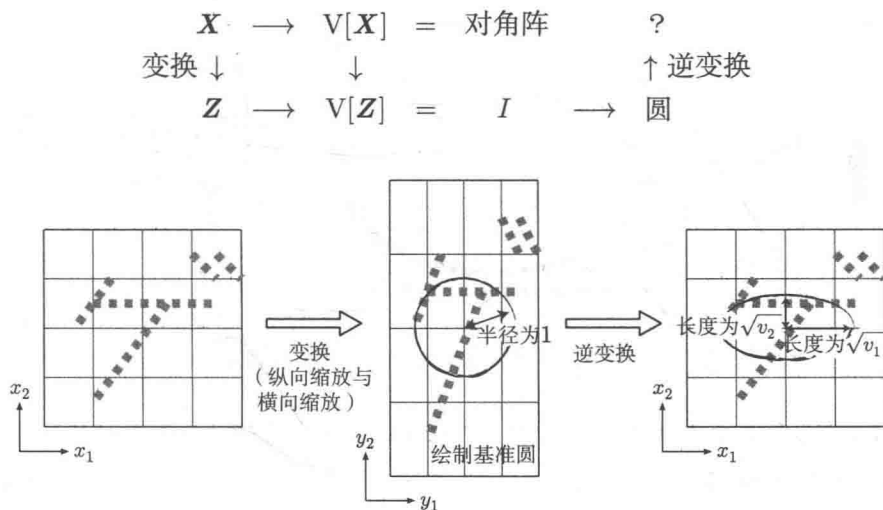 X → V[X] = 对角阵 ?
变换 ↓ ↓ ↑ 逆变换
Z → V[Z] = I → 圆
x₂
x₁
变换
（纵向缩放与
横向缩放）
半径为1
绘制基准圆
y₂
y₁
逆变换
长度为√v₂
长度为√v₁
x₂
x₁